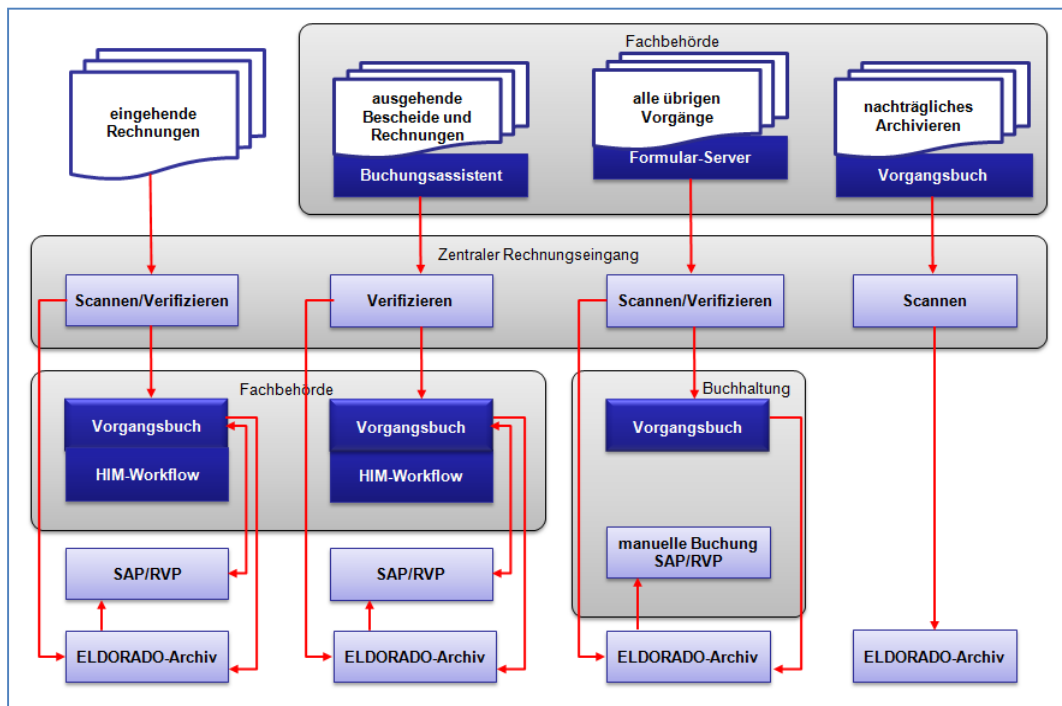 Fachbehörde
eingehende
Rechnungen
ausgehende
Bescheide und
Rechnungen
Buchungsassistent
alle übrigen
Vorgänge
Formular-Server
nachträgliches
Archivieren
Vorgangsbuch
Zentraler Rechnungseingang
Scannen/Verifizieren
Verifizieren
Scannen/Verifizieren
Scannen
Fachbehörde
Vorgangsbuch
HIM-Workflow
Vorgangsbuch
HIM-Workflow
Buchhaltung
Vorgangsbuch
manuelle Buchung
SAP/RVP
SAP/RVP
SAP/RVP
ELDORADO-Archiv
ELDORADO-Archiv
ELDORADO-Archiv
ELDORADO-Archiv